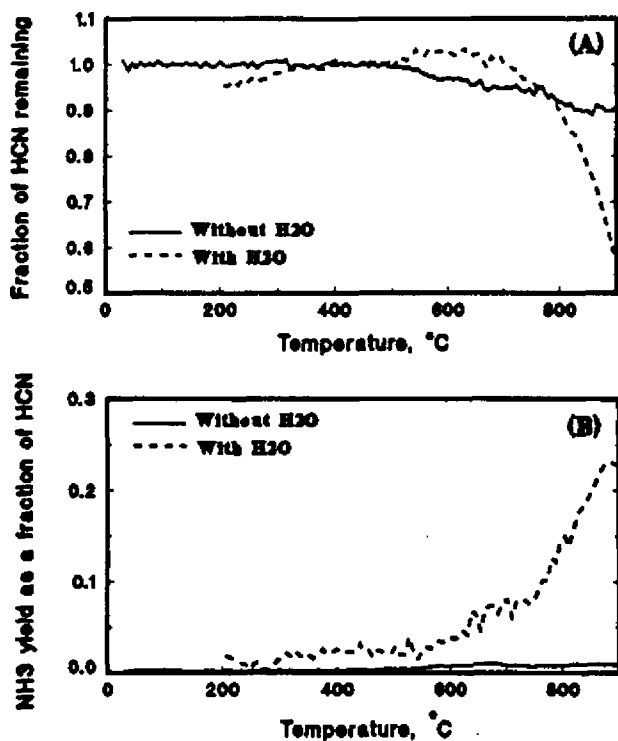 Fraction of HCN remaining
1.1
1.0
0.9
0.8
0.7
0.6
0.5
(A)
Without H2O
With H2O
0
200
400
600
800
Temperature, °C
NH3 yield as a fraction of HCN
0.3
0.2
0.1
0.0
Without H2O
With H2O
(B)
0
200
400
600
800
Temperature, °C